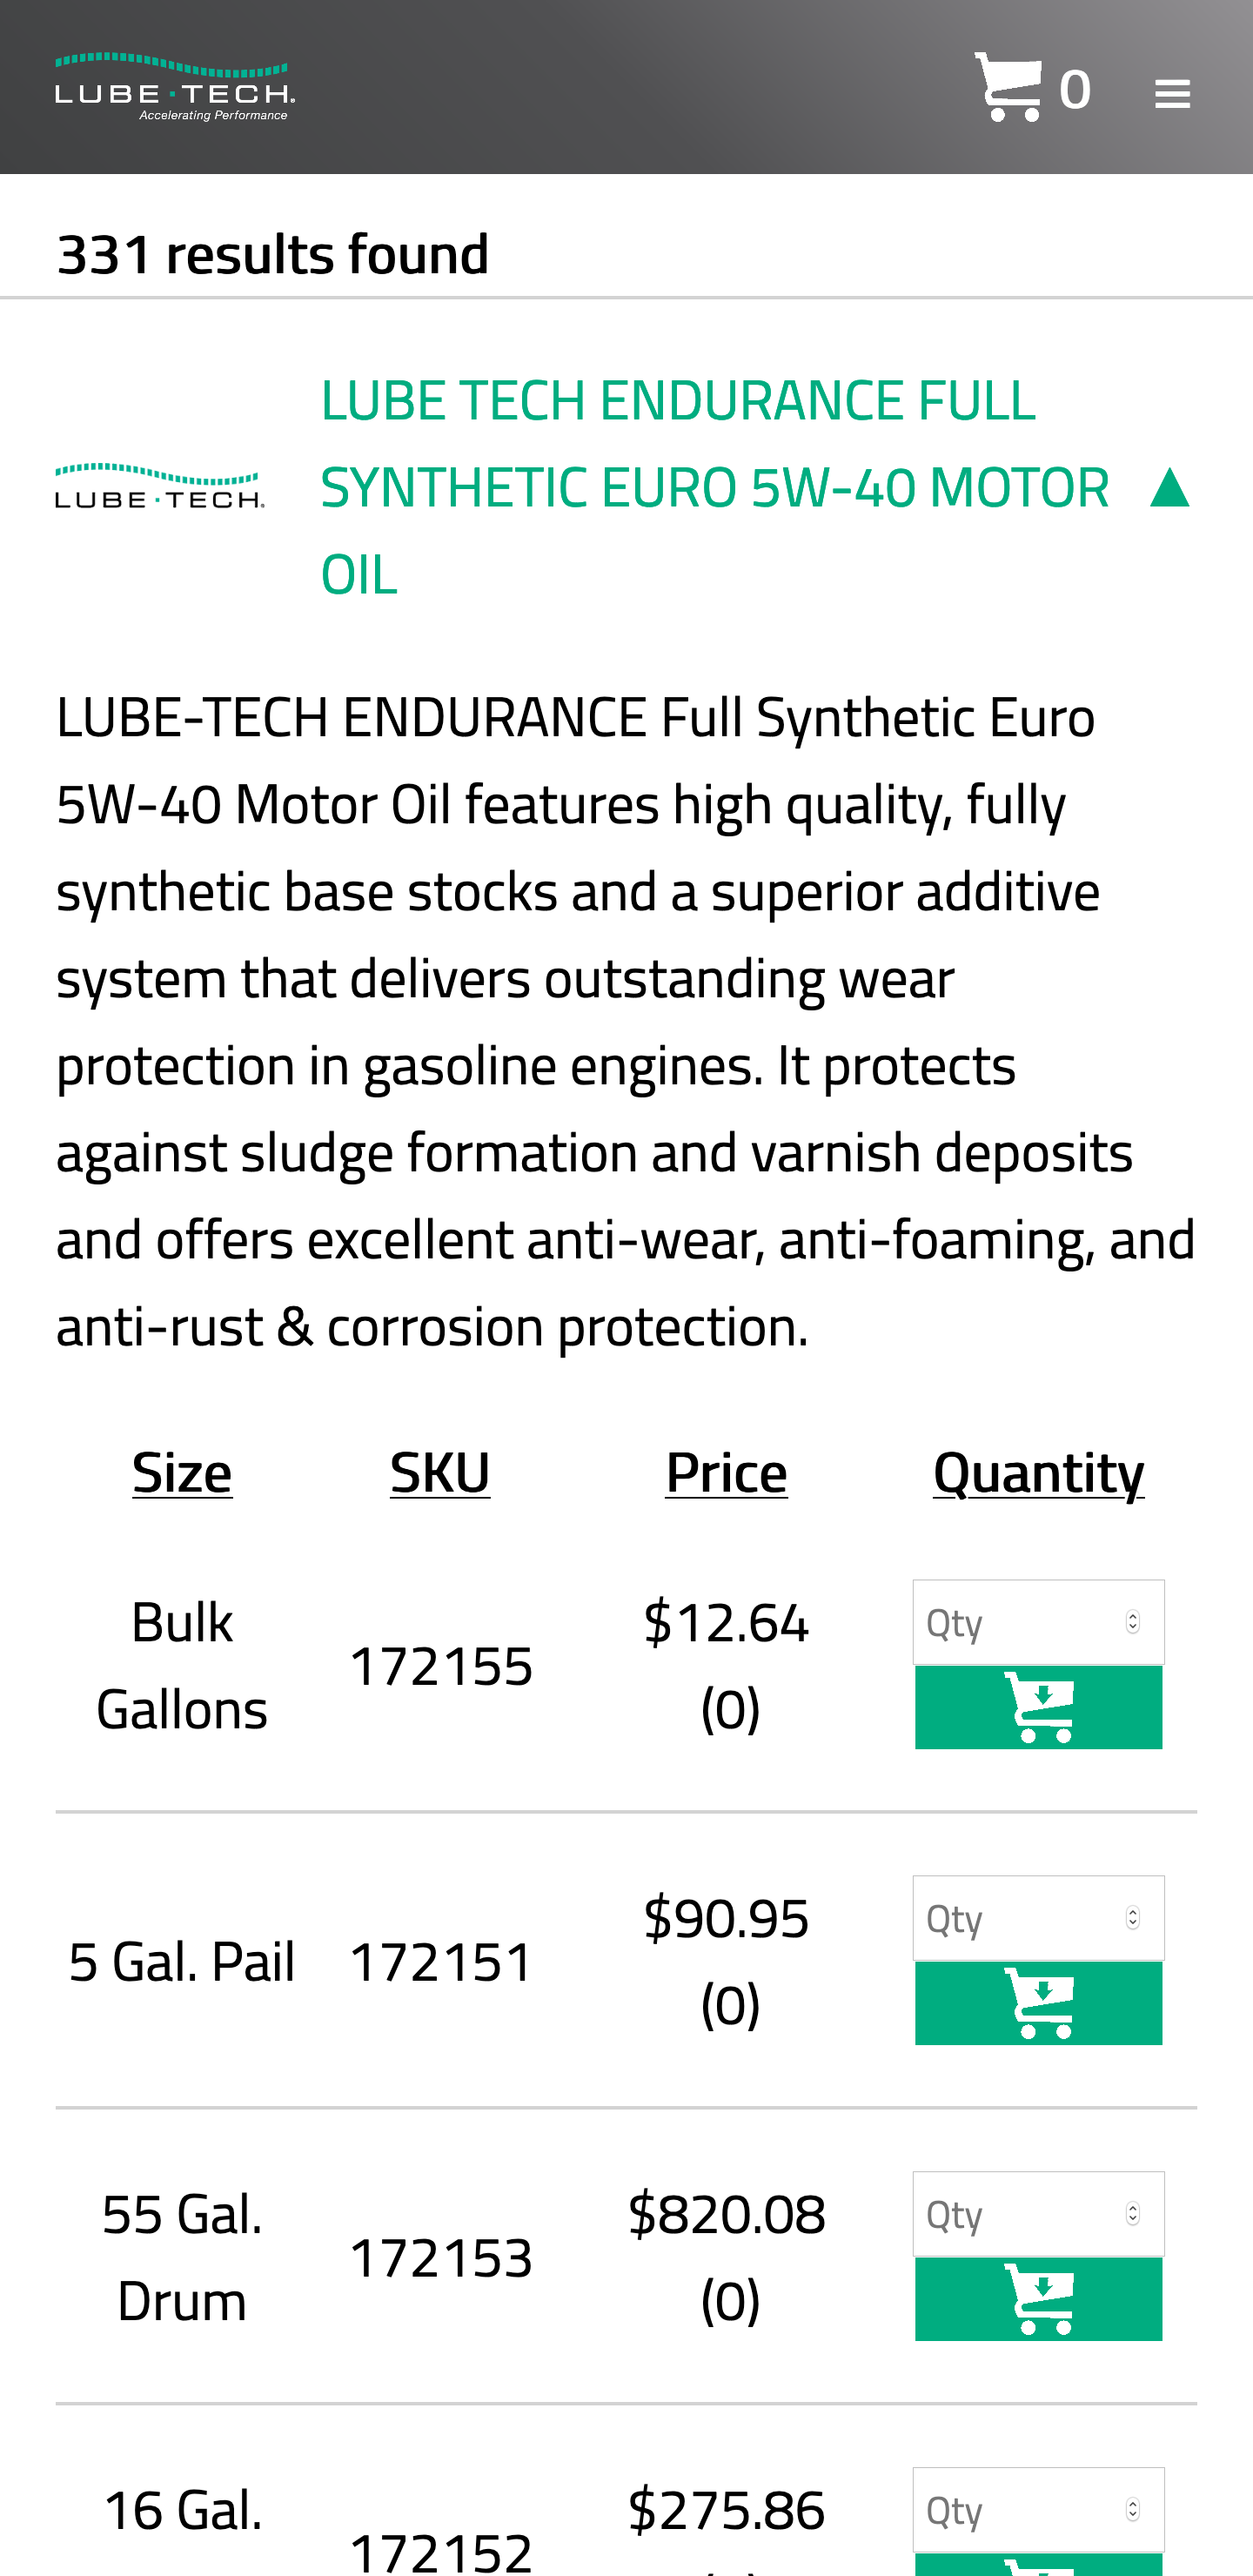 LUBE·TECH®
Accelerating Performance
0
331 results found
LUBE·TECH®
LUBE TECH ENDURANCE FULL
SYNTHETIC EURO 5W-40 MOTOR ▲
OIL
LUBE-TECH ENDURANCE Full Synthetic Euro
5W-40 Motor Oil features high quality, fully
synthetic base stocks and a superior additive
system that delivers outstanding wear
protection in gasoline engines. It protects
against sludge formation and varnish deposits
and offers excellent anti-wear, anti-foaming, and
anti-rust & corrosion protection.
Size SKU Price Quantity
Bulk
Gallons
172155
$12.64
(0)
Qty
5 Gal. Pail
172151
$90.95
(0)
Qty
55 Gal.
Drum
172153
$820.08
(0)
Qty
16 Gal.
172152
$275.86
Qty